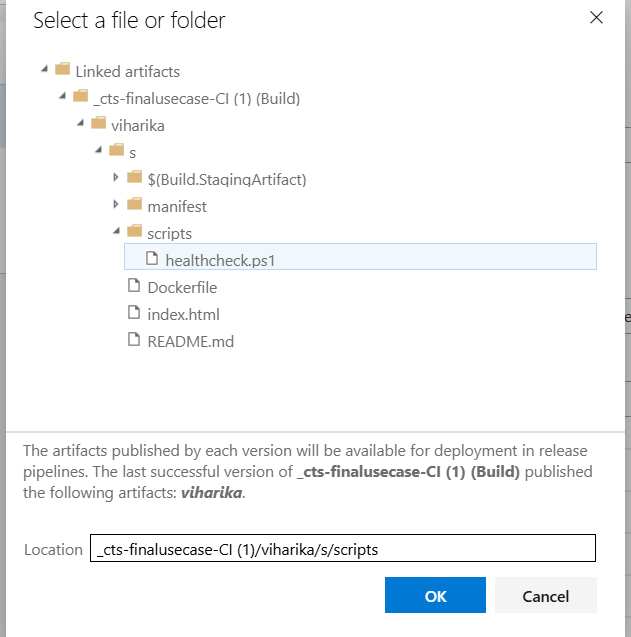 Select a file or folder
Linked artifacts
_cts-finalusecase-CI (1) (Build)
viharika
s
$(Build.StagingArtifact)
manifest
scripts
healthcheck.ps1
Dockerfile
index.html
README.md
The artifacts published by each version will be available for deployment in release
pipelines. The last successful version of _cts-finalusecase-CI (1) (Build) published
the following artifacts: viharika.
Location _cts-finalusecase-CI (1)/viharika/s/scripts
OK Cancel